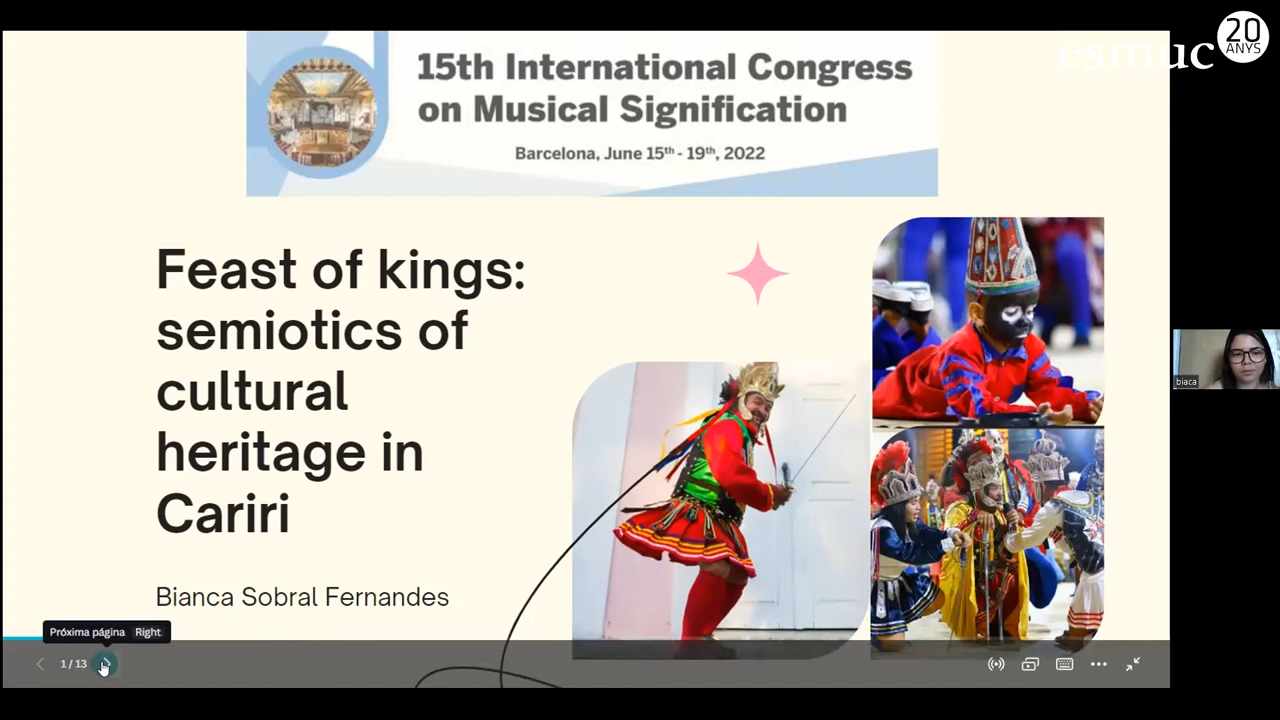 esmuc
20
ANYS
15th International Congress
on Musical Signification
Barcelona, June 15th - 19th, 2022
Feast of kings:
semiotics of
cultural
heritage in
Cariri
Bianca Sobral Fernandes
biaca
Próxima página Right
1 / 13